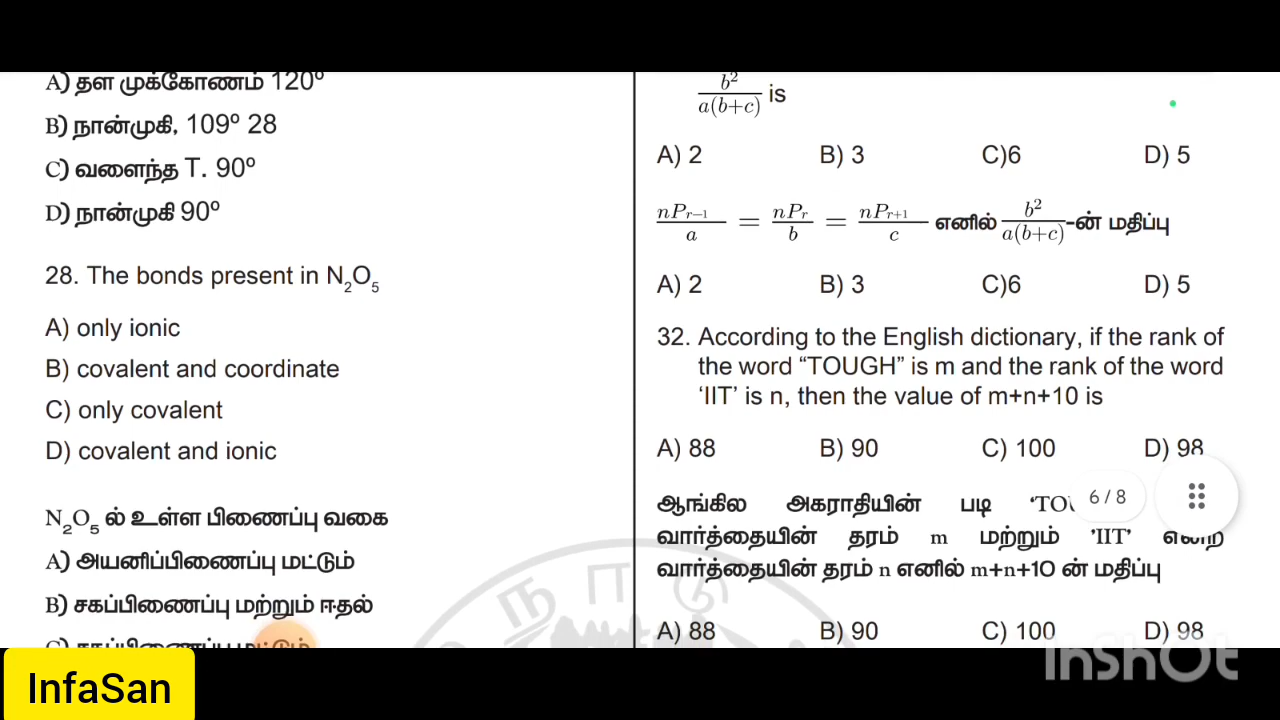 A) தள முக்கோணம் 120º
B) நான்முகி, 109º 28
C) வளைந்த T. 90º
D) நான்முகி 90º
28. The bonds present in N₂O₅
A) only ionic
B) covalent and coordinate
C) only covalent
D) covalent and ionic
N₂O₅ ல் உள்ள பிணைப்பு வகை
A) அயனிப்பிணைப்பு மட்டும்
B) சகப்பிணைப்பு மற்றும் ஈதல்
b²/a(b+c) is
A) 2 B) 3 C)6 D) 5
nPᵣ₋₁/a = nPᵣ/b = nPᵣ₊₁/c எனில் b²/a(b+c)-ன் மதிப்பு
A) 2 B) 3 C)6 D) 5
32. According to the English dictionary, if the rank of
the word “TOUGH” is m and the rank of the word
‘IIT’ is n, then the value of m+n+10 is
A) 88 B) 90 C) 100 D) 98
ஆங்கில அகராதியின் படி
வார்த்தையின் தரம் m மற்றும் 'IIT' என்ற
வார்த்தையின் தரம் n எனில் m+n+10 ன் மதிப்பு
A) 88 B) 90 C) 100 D) 98
6 / 8
நாடு
InShOt
InfaSan